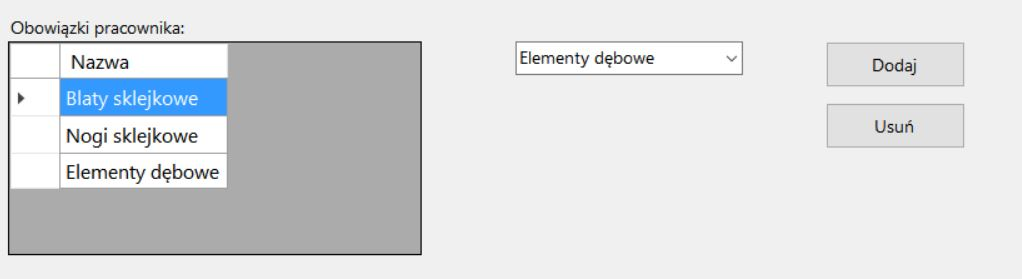 Obowiązki pracownika:
Nazwa
Blaty sklejkowe
Nogi sklejkowe
Elementy dębowe
Elementy dębowe
Dodaj
Usuń